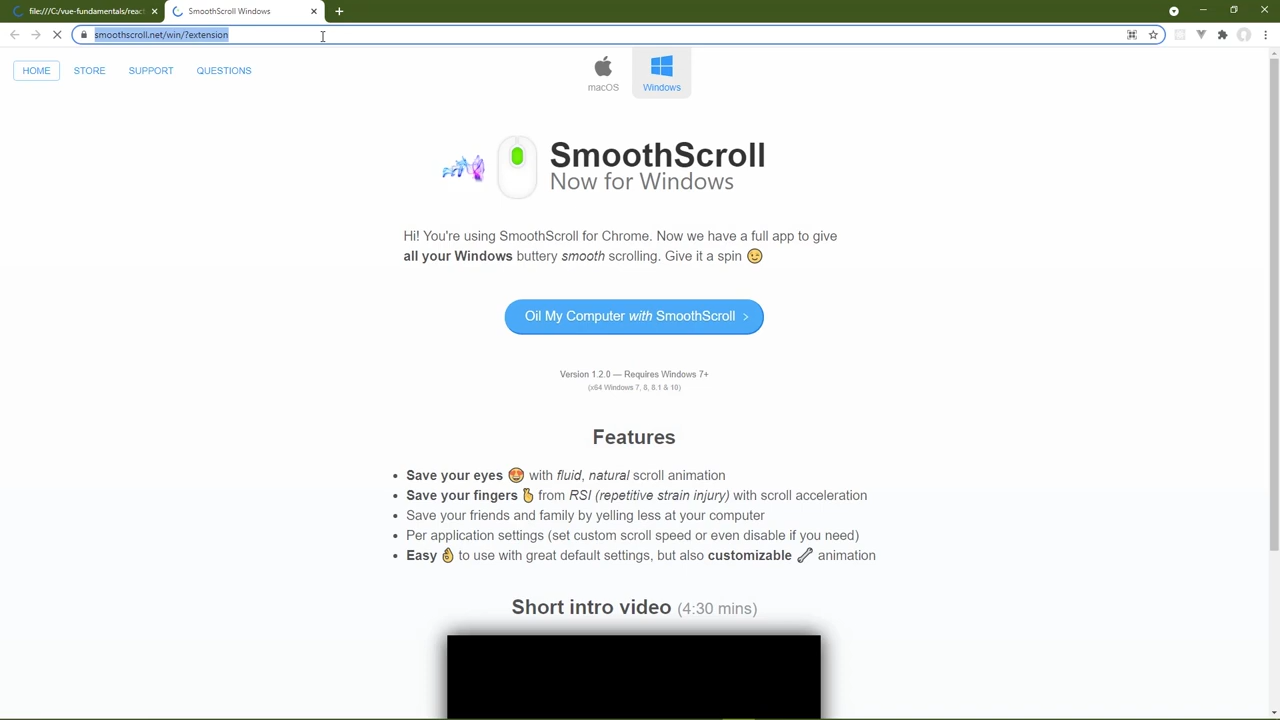 file:///C:/vue-fundamentals/react
SmoothScroll Windows
smoothscroll.net/win/?extension
HOME
STORE
SUPPORT
QUESTIONS
macOS
Windows
SmoothScroll
Now for Windows
Hi! You're using SmoothScroll for Chrome. Now we have a full app to give
all your Windows buttery smooth scrolling. Give it a spin 😉
Oil My Computer with SmoothScroll >
Version 1.2.0 — Requires Windows 7+
(x64 Windows 7, 8, 8.1 & 10)
Features
• Save your eyes 😍 with fluid, natural scroll animation
• Save your fingers from RSI (repetitive strain injury) with scroll acceleration
• Save your friends and family by yelling less at your computer
• Per application settings (set custom scroll speed or even disable if you need)
• Easy 👌 to use with great default settings, but also customizable 🔧 animation
Short intro video (4:30 mins)